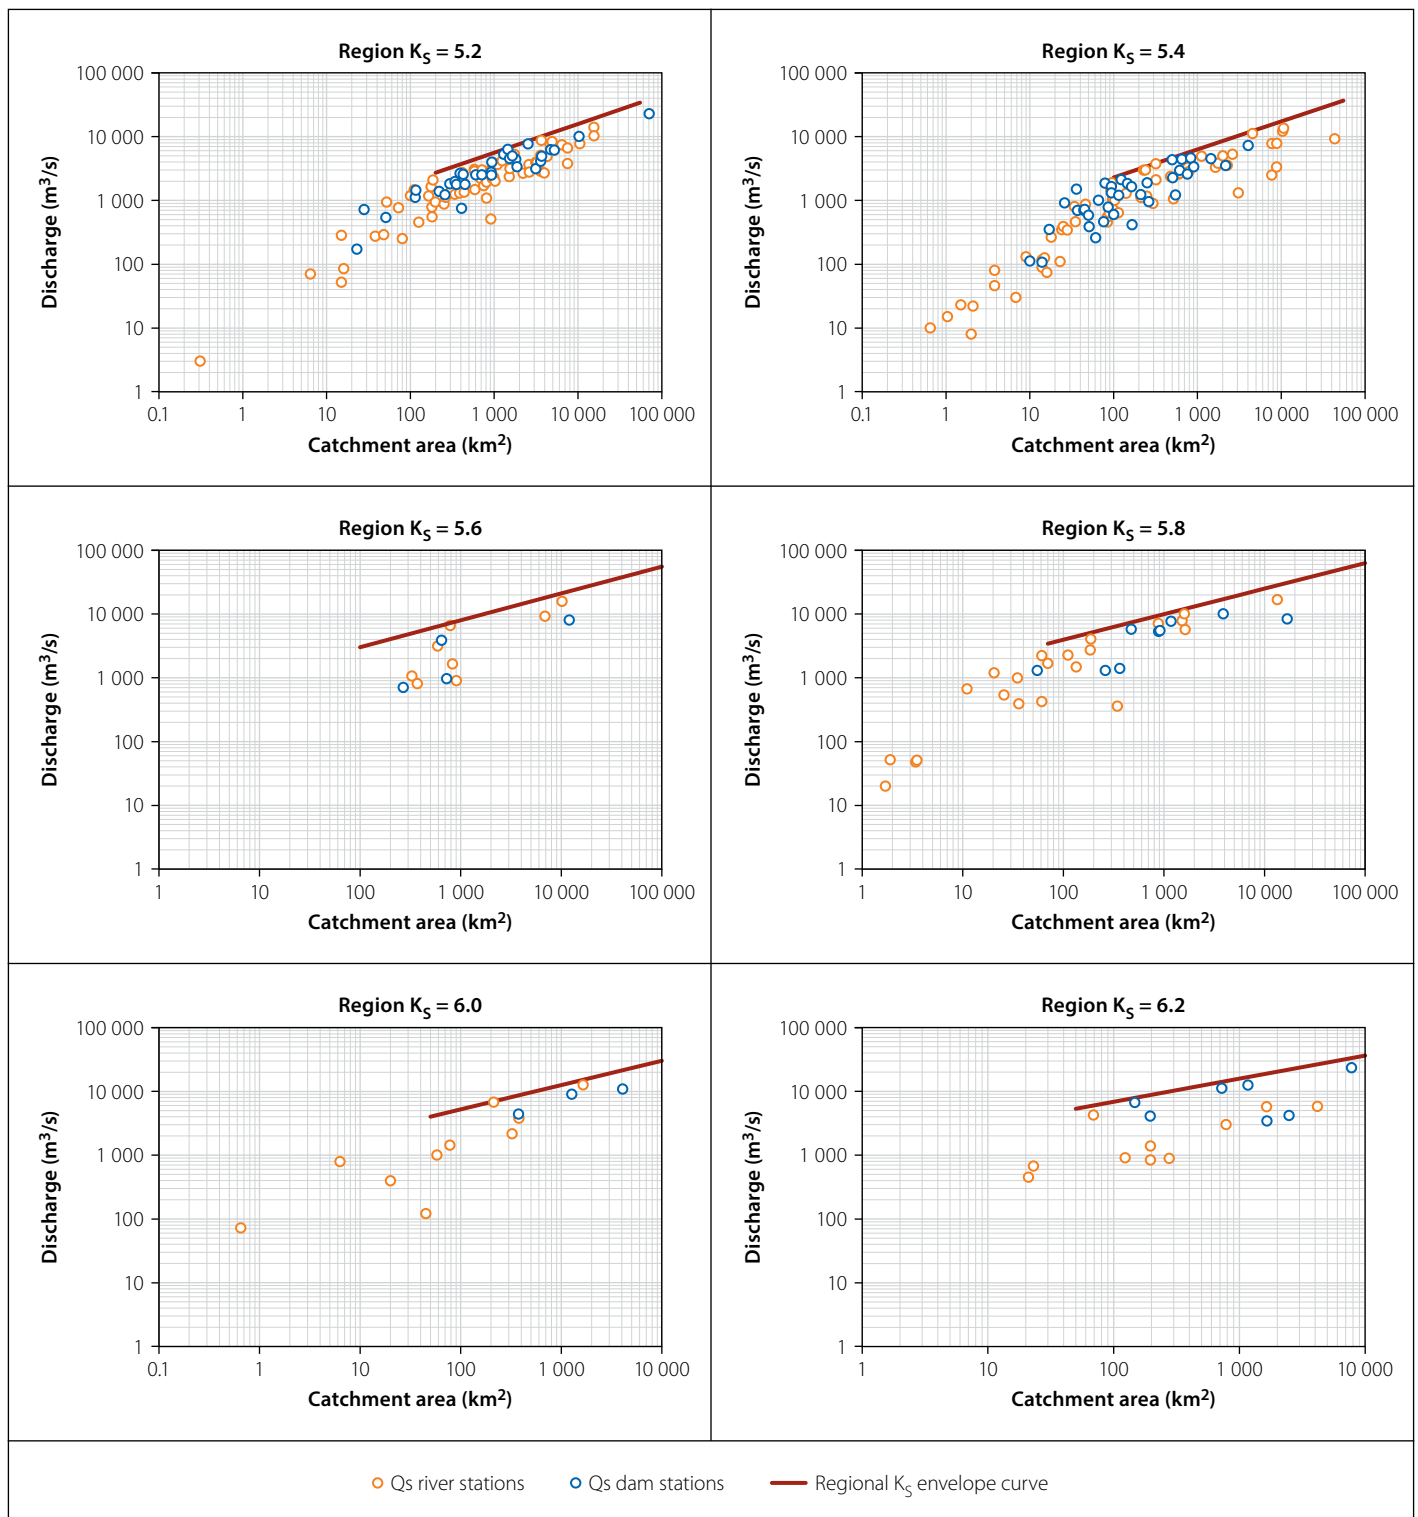 Region KS = 5.2
100 000
10 000
1 000
100
10
1
0.1 1 10 100 1 000 10 000 100 000
Discharge (m³/s)
Catchment area (km²)
Region KS = 5.4
100 000
10 000
1 000
100
10
1
0.1 1 10 100 1 000 10 000 100 000
Discharge (m³/s)
Catchment area (km²)
Region KS = 5.6
100 000
10 000
1 000
100
10
1
1 10 100 1 000 10 000 100 000
Discharge (m³/s)
Catchment area (km²)
Region KS = 5.8
100 000
10 000
1 000
100
10
1
1 10 100 1 000 10 000 100 000
Discharge (m³/s)
Catchment area (km²)
Region KS = 6.0
100 000
10 000
1 000
100
10
1
0.1 1 10 100 1 000 10 000
Discharge (m³/s)
Catchment area (km²)
Region KS = 6.2
100 000
10 000
1 000
100
10
1
1 10 100 1 000 10 000
Discharge (m³/s)
Catchment area (km²)
Qs river stations Qs dam stations Regional KS envelope curve